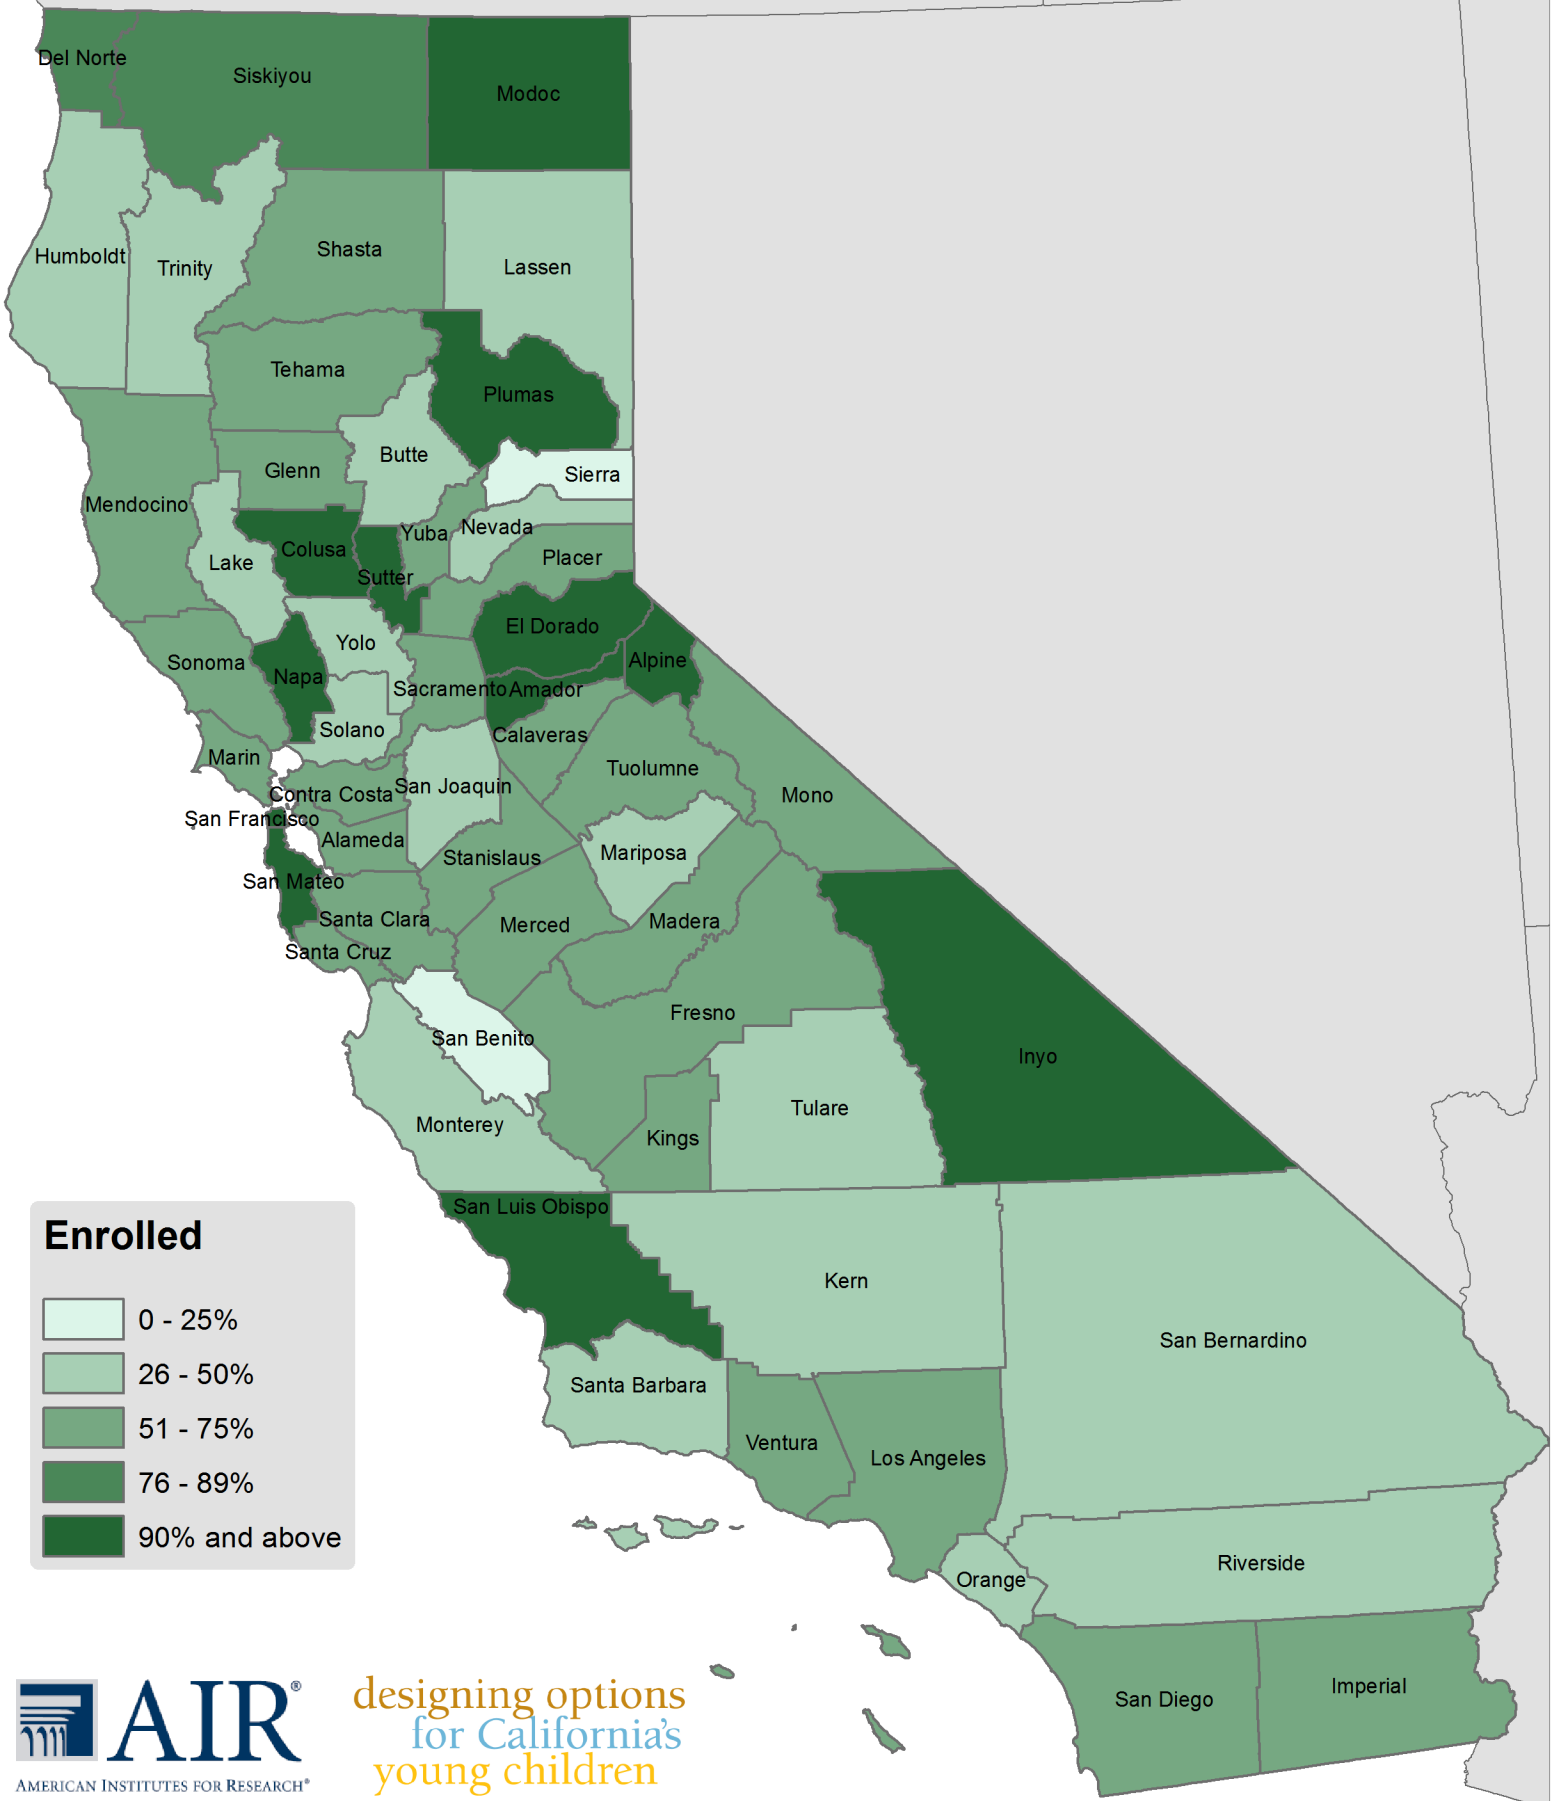 Del Norte
Siskiyou
Modoc
Humboldt
Trinity
Shasta
Lassen
Tehama
Plumas
Butte
Glenn
Sierra
Mendocino
Nevada
Yuba
Colusa
Placer
Lake
Sutter
El Dorado
Yolo
Alpine
Sonoma
Napa
Sacramento
Amador
Solano
Calaveras
Marin
Tuolumne
San Joaquin
Contra Costa
Mono
San Francisco
Alameda
Mariposa
Stanislaus
San Mateo
Santa Clara
Merced
Madera
Santa Cruz
Fresno
San Benito
Inyo
Tulare
Monterey
Kings
San Luis Obispo
Kern
San Bernardino
Santa Barbara
Ventura
Los Angeles
Riverside
Orange
Imperial
San Diego
Enrolled
0 - 25%
26 - 50%
51 - 75%
76 - 89%
90% and above
AIR®
AMERICAN INSTITUTES FOR RESEARCH®
designing options
for California's
young children